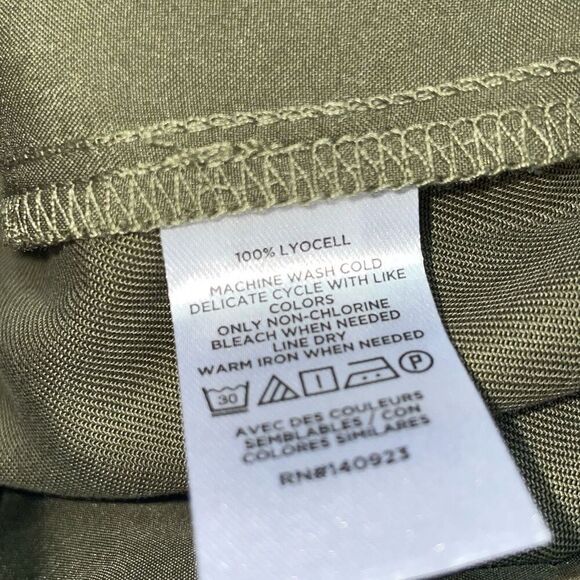 100% LYOCELL
MACHINE WASH COLD
DELICATE CYCLE WITH LIKE
COLORS
ONLY NON-CHLORINE
BLEACH WHEN NEEDED
LINE DRY
WARM IRON WHEN NEEDED
30 P
AVEC DES COULEURS
SEMBLABLES / CON
COLORES SIMILARES
RN#140923